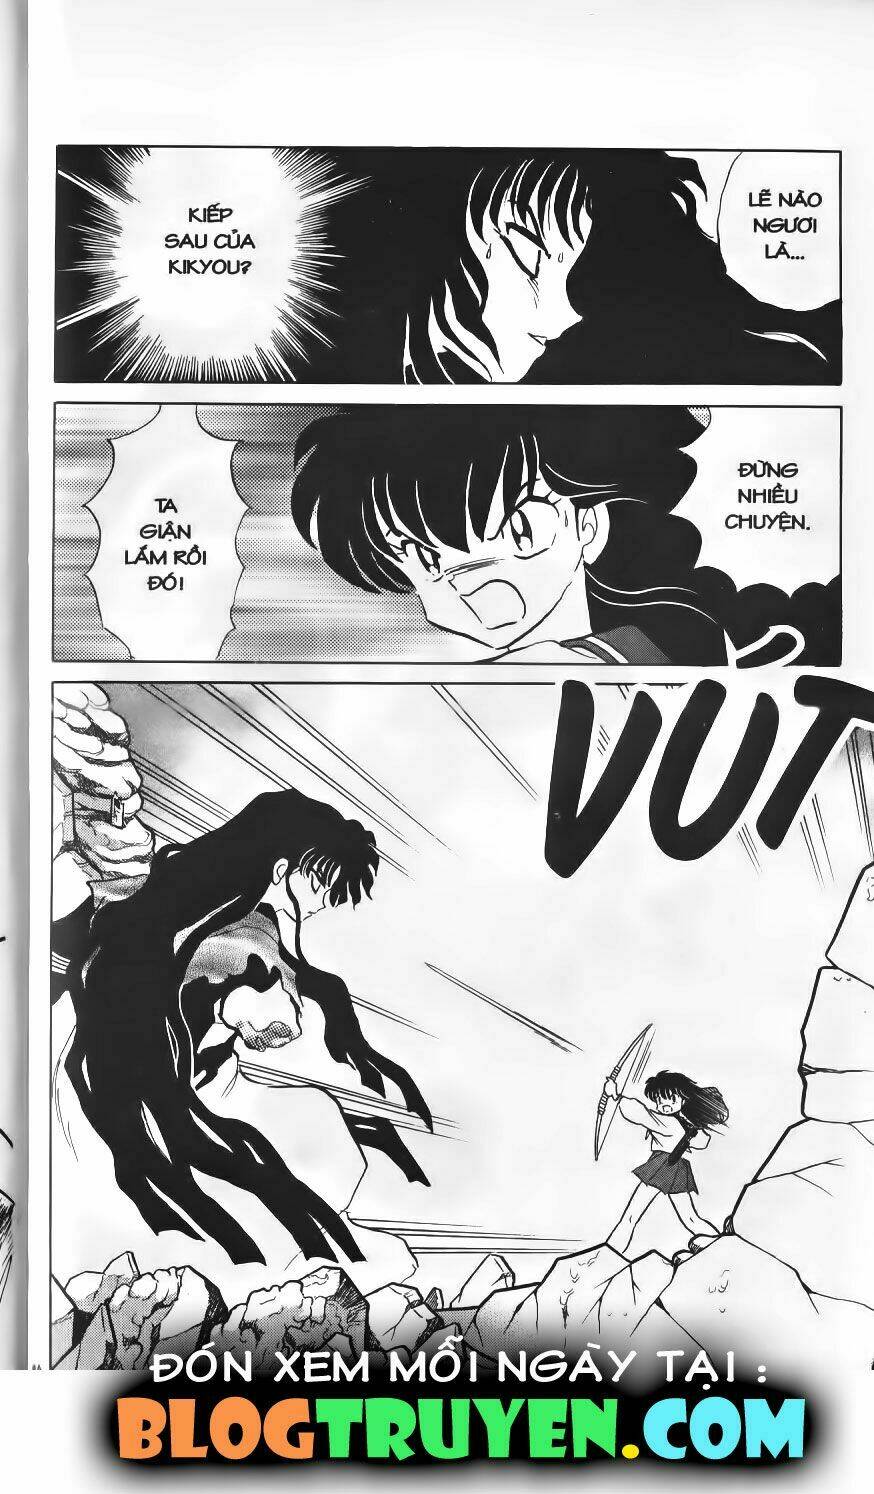 LẼ NÀO
NGƯƠI
LÀ...
KIẾP
SAU CỦA
KIKYOU?
ĐỪNG
NHIỀU
CHUYỆN.
TA
GIẬN
LẮM RỒI
ĐÓ!
VUT
ĐÓN XEM MỖI NGÀY TẠI :
BLOGTRUYEN.COM